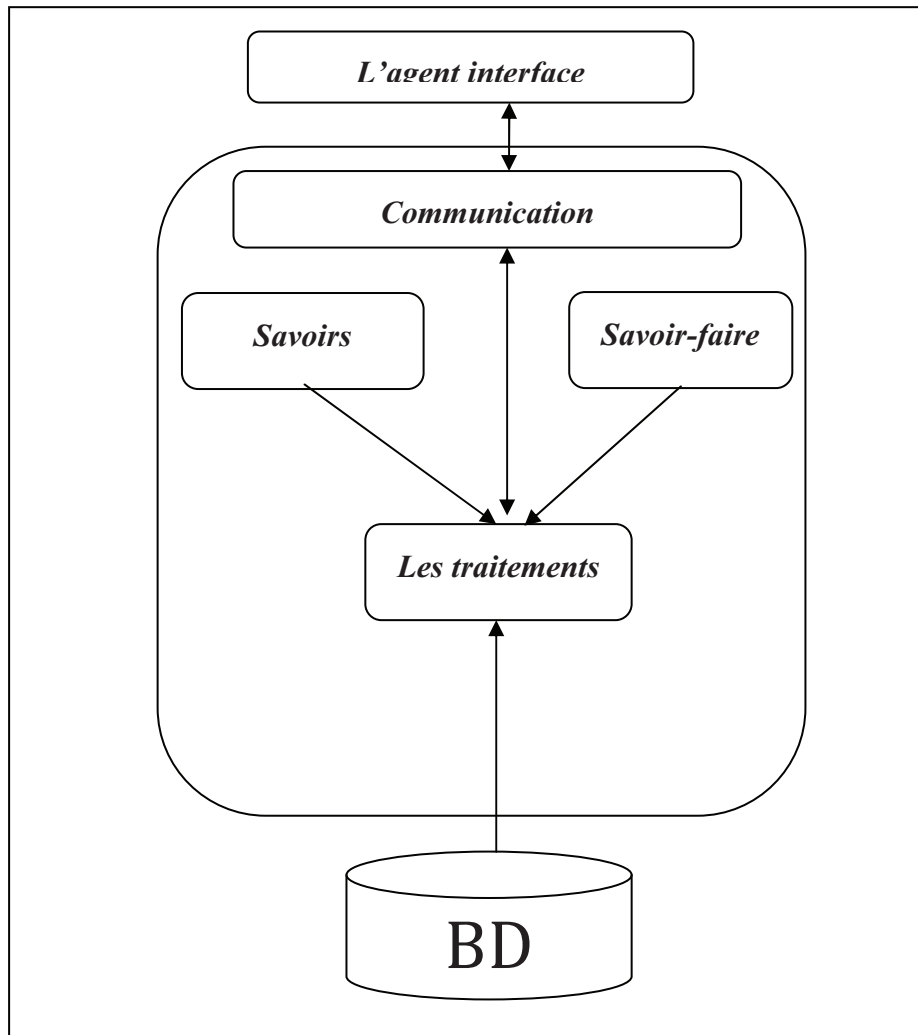 L’agent interface
Communication
Savoirs
Savoir-faire
Les traitements
BD